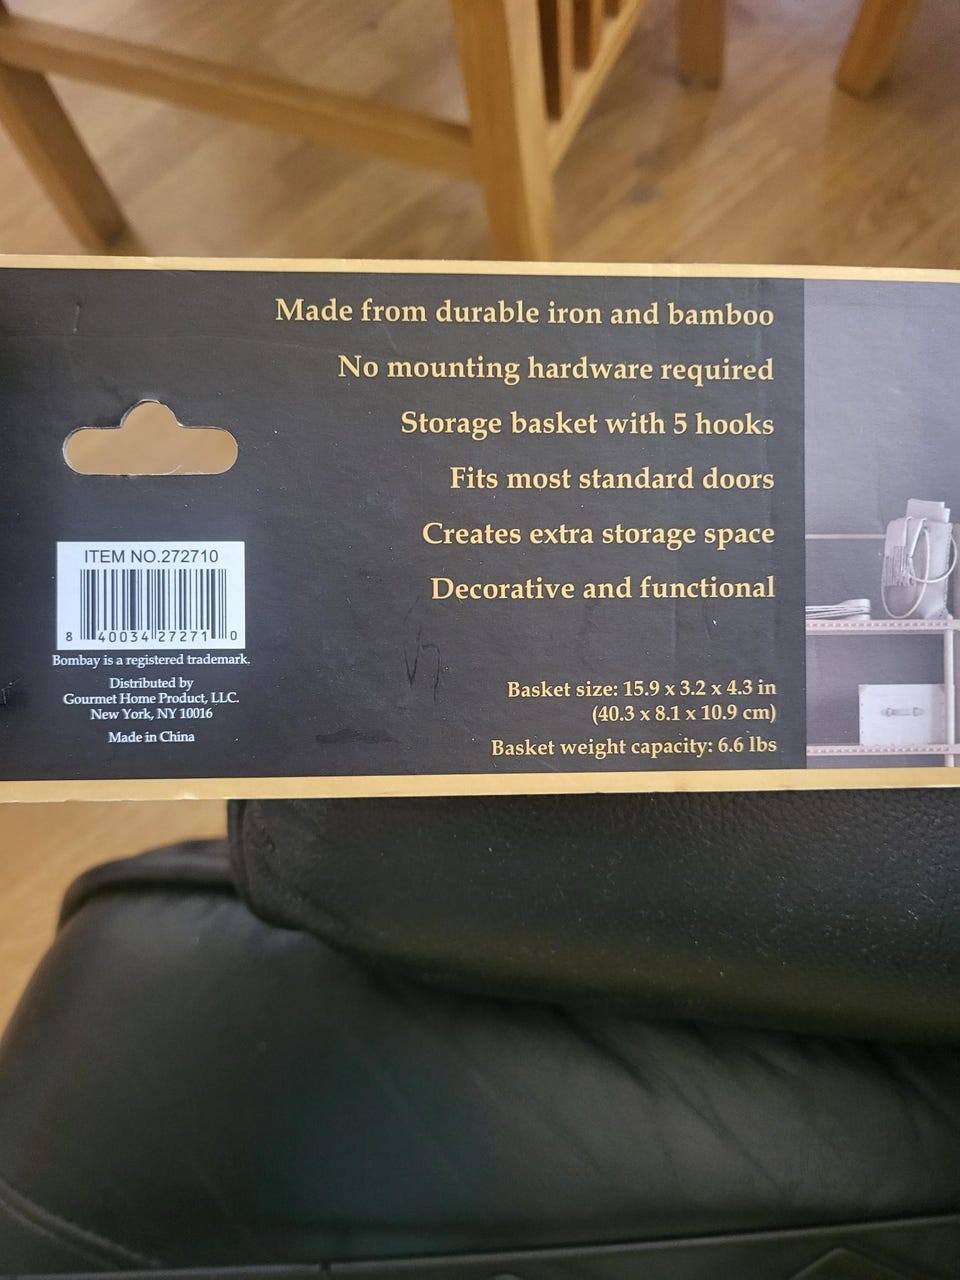 Made from durable iron and bamboo
No mounting hardware required
Storage basket with 5 hooks
Fits most standard doors
Creates extra storage space
Decorative and functional
ITEM NO.272710
8 40034 27271 0
Bombay is a registered trademark.
Distributed by
Gourmet Home Product, LLC.
New York, NY 10016
Made in China
Basket size: 15.9 x 3.2 x 4.3 in
(40.3 x 8.1 x 10.9 cm)
Basket weight capacity: 6.6 lbs